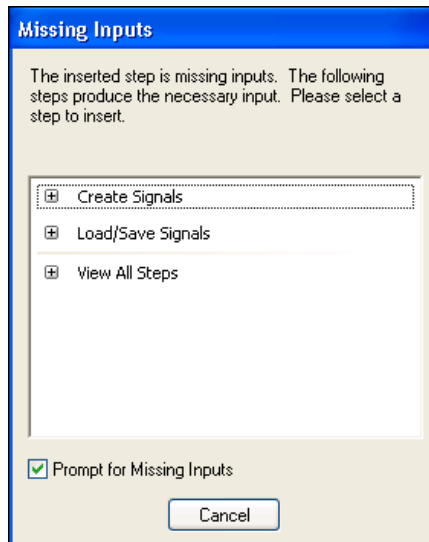 Missing Inputs
The inserted step is missing inputs. The following
steps produce the necessary input. Please select a
step to insert.
Create Signals
Load/Save Signals
View All Steps
Prompt for Missing Inputs
Cancel